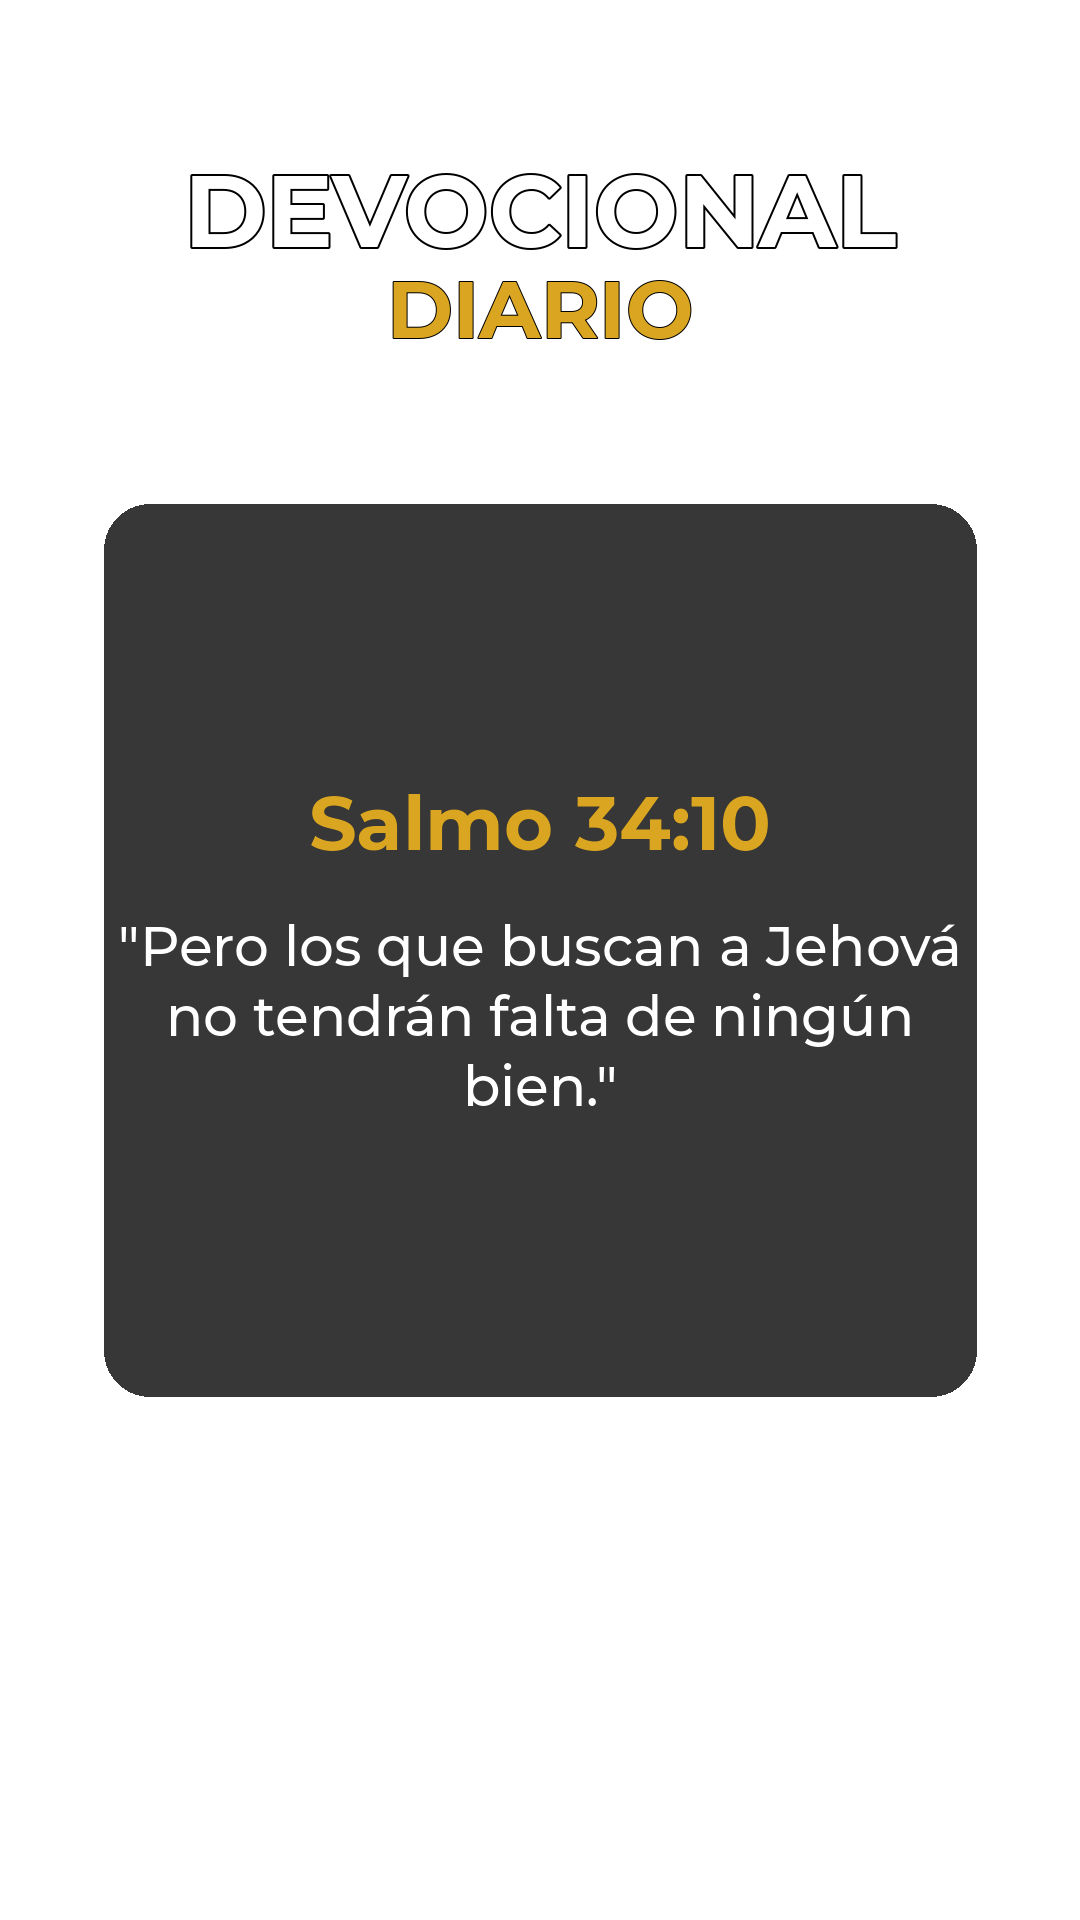 DEVOCIONAL
DIARIO
Salmo 34:10
"Pero los que buscan a Jehová
no tendrán falta de ningún
bien."